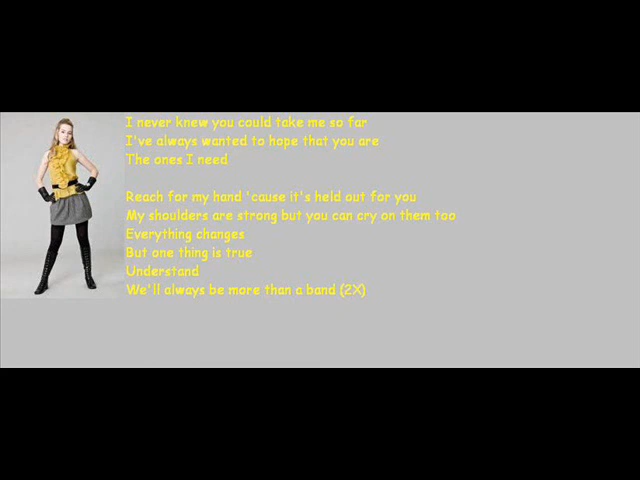 I never knew you could take me so far
I've always wanted to hope that you are
The ones I need
Reach for my hand 'cause it's held out for you
My shoulders are strong but you can cry on them too
Everything changes
But one thing is true
Understand
We'll always be more than a band (2X)